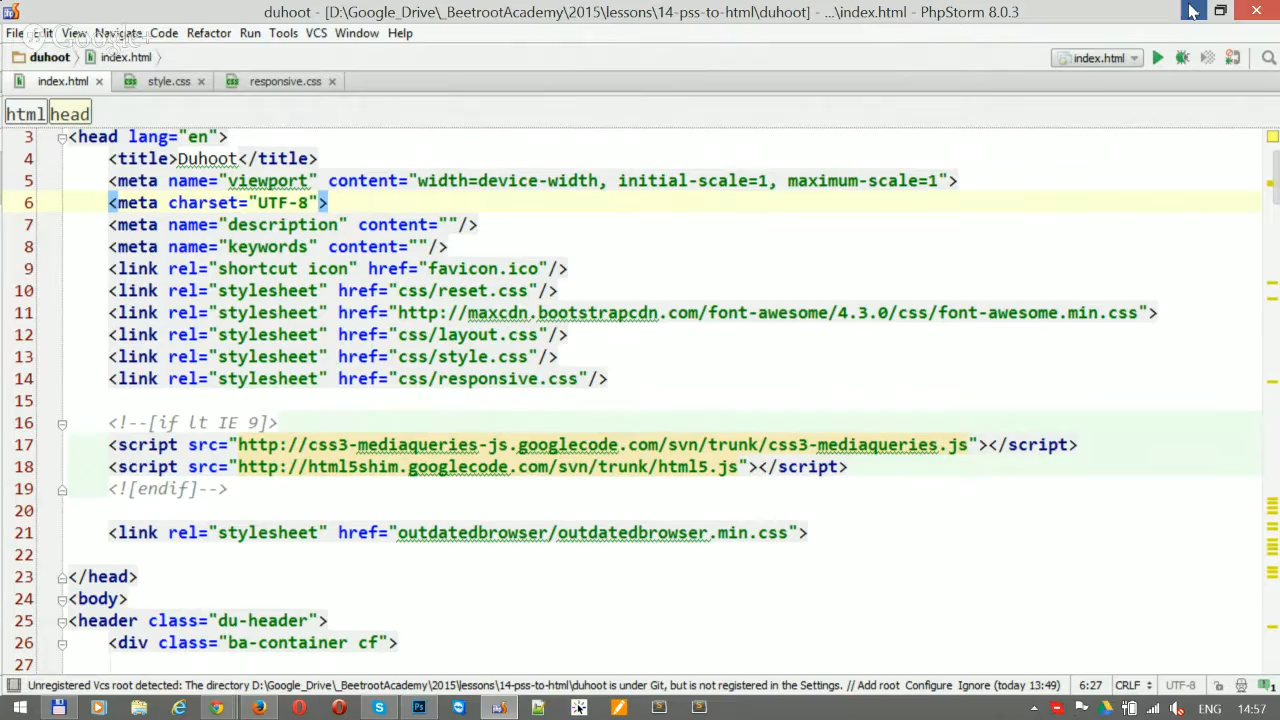 duhoot - [D:\Google_Drive\_BeetrootAcademy\2015\lessons\14-pss-to-html\duhoot] - ...\index.html - PhpStorm 8.0.3
File Edit View Navigate Code Refactor Run Tools VCS Window Help
Google+
duhoot index.html index.html
index.html style.css responsive.css
html head
3 <head lang="en">
4 <title>Duhoot</title>
5 <meta name="viewport" content="width=device-width, initial-scale=1, maximum-scale=1">
6 <meta charset="UTF-8">
7 <meta name="description" content=""/>
8 <meta name="keywords" content=""/>
9 <link rel="shortcut icon" href="favicon.ico"/>
10 <link rel="stylesheet" href="css/reset.css"/>
11 <link rel="stylesheet" href="http://maxcdn.bootstrapcdn.com/font-awesome/4.3.0/css/font-awesome.min.css">
12 <link rel="stylesheet" href="css/layout.css"/>
13 <link rel="stylesheet" href="css/style.css"/>
14 <link rel="stylesheet" href="css/responsive.css"/>
15
16 <!--[if lt IE 9]>
17 <script src="http://css3-mediaqueries-js.googlecode.com/svn/trunk/css3-mediaqueries.js"></script>
18 <script src="http://html5shim.googlecode.com/svn/trunk/html5.js"></script>
19 <![endif]-->
20
21 <link rel="stylesheet" href="outdatedbrowser/outdatedbrowser.min.css">
22
23 </head>
24 <body>
25 <header class="du-header">
26 <div class="ba-container cf">
27
Unregistered Vcs root detected: The directory D:\Google_Drive\_BeetrootAcademy\2015\lessons\14-pss-to-html\duhoot is under Git, but is not registered in the Settings. // Add root Configure Ignore (today 13:49) 6:27 CRLF UTF-8 1
ENG 14:57